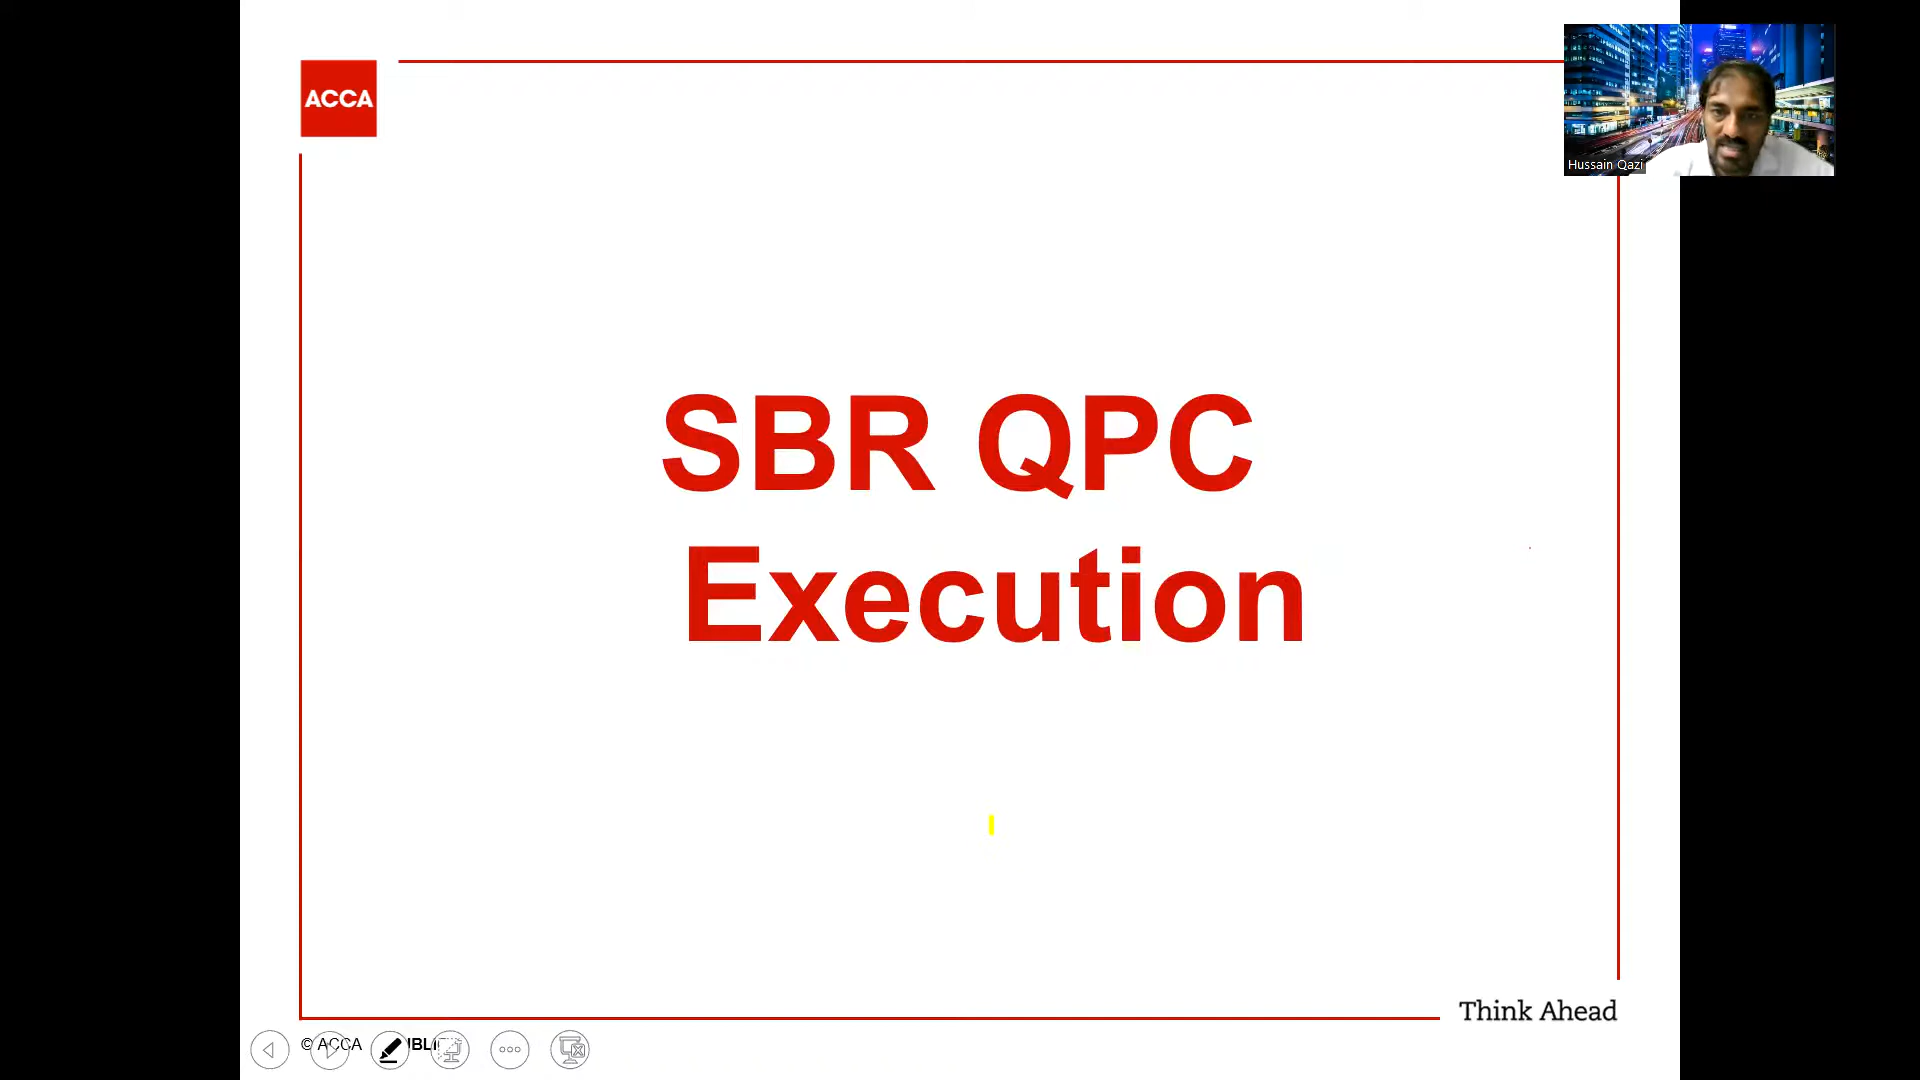 ACCA
Hussain Qazi
SBR QPC
Execution
Think Ahead
© ACCA